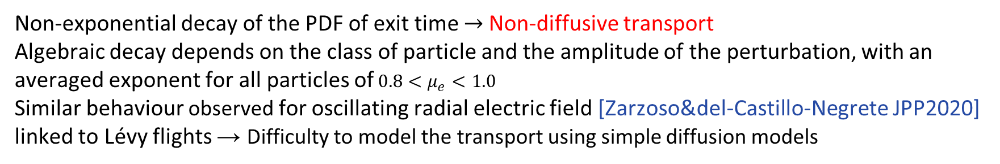 Non-exponential decay of the PDF of exit time → Non-diffusive transport
Algebraic decay depends on the class of particle and the amplitude of the perturbation, with an
averaged exponent for all particles of 0.8 < μₑ < 1.0
Similar behaviour observed for oscillating radial electric field [Zarzoso&del-Castillo-Negrete JPP2020]
linked to Lévy flights → Difficulty to model the transport using simple diffusion models